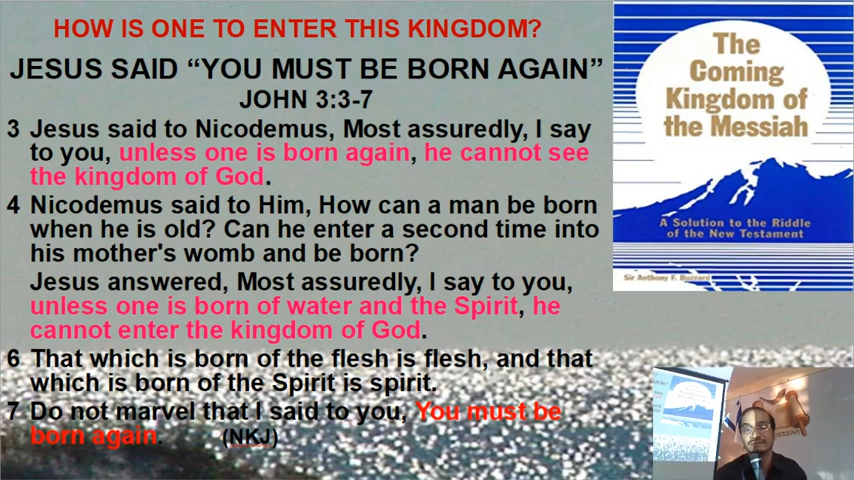 HOW IS ONE TO ENTER THIS KINGDOM?
JESUS SAID “YOU MUST BE BORN AGAIN”
JOHN 3:3-7
3 Jesus said to Nicodemus, Most assuredly, I say
to you, unless one is born again, he cannot see
the kingdom of God.
4 Nicodemus said to Him, How can a man be born
when he is old? Can he enter a second time into
his mother's womb and be born?
Jesus answered, Most assuredly, I say to you,
unless one is born of water and the Spirit, he
cannot enter the kingdom of God.
6 That which is born of the flesh is flesh, and that
which is born of the Spirit is spirit.
7 Do not marvel that I said to you, You must be
born again. (NKJ)
The
Coming
Kingdom of
the Messiah
A Solution to the Riddle
of the New Testament
Sir Anthony F. Buzzard